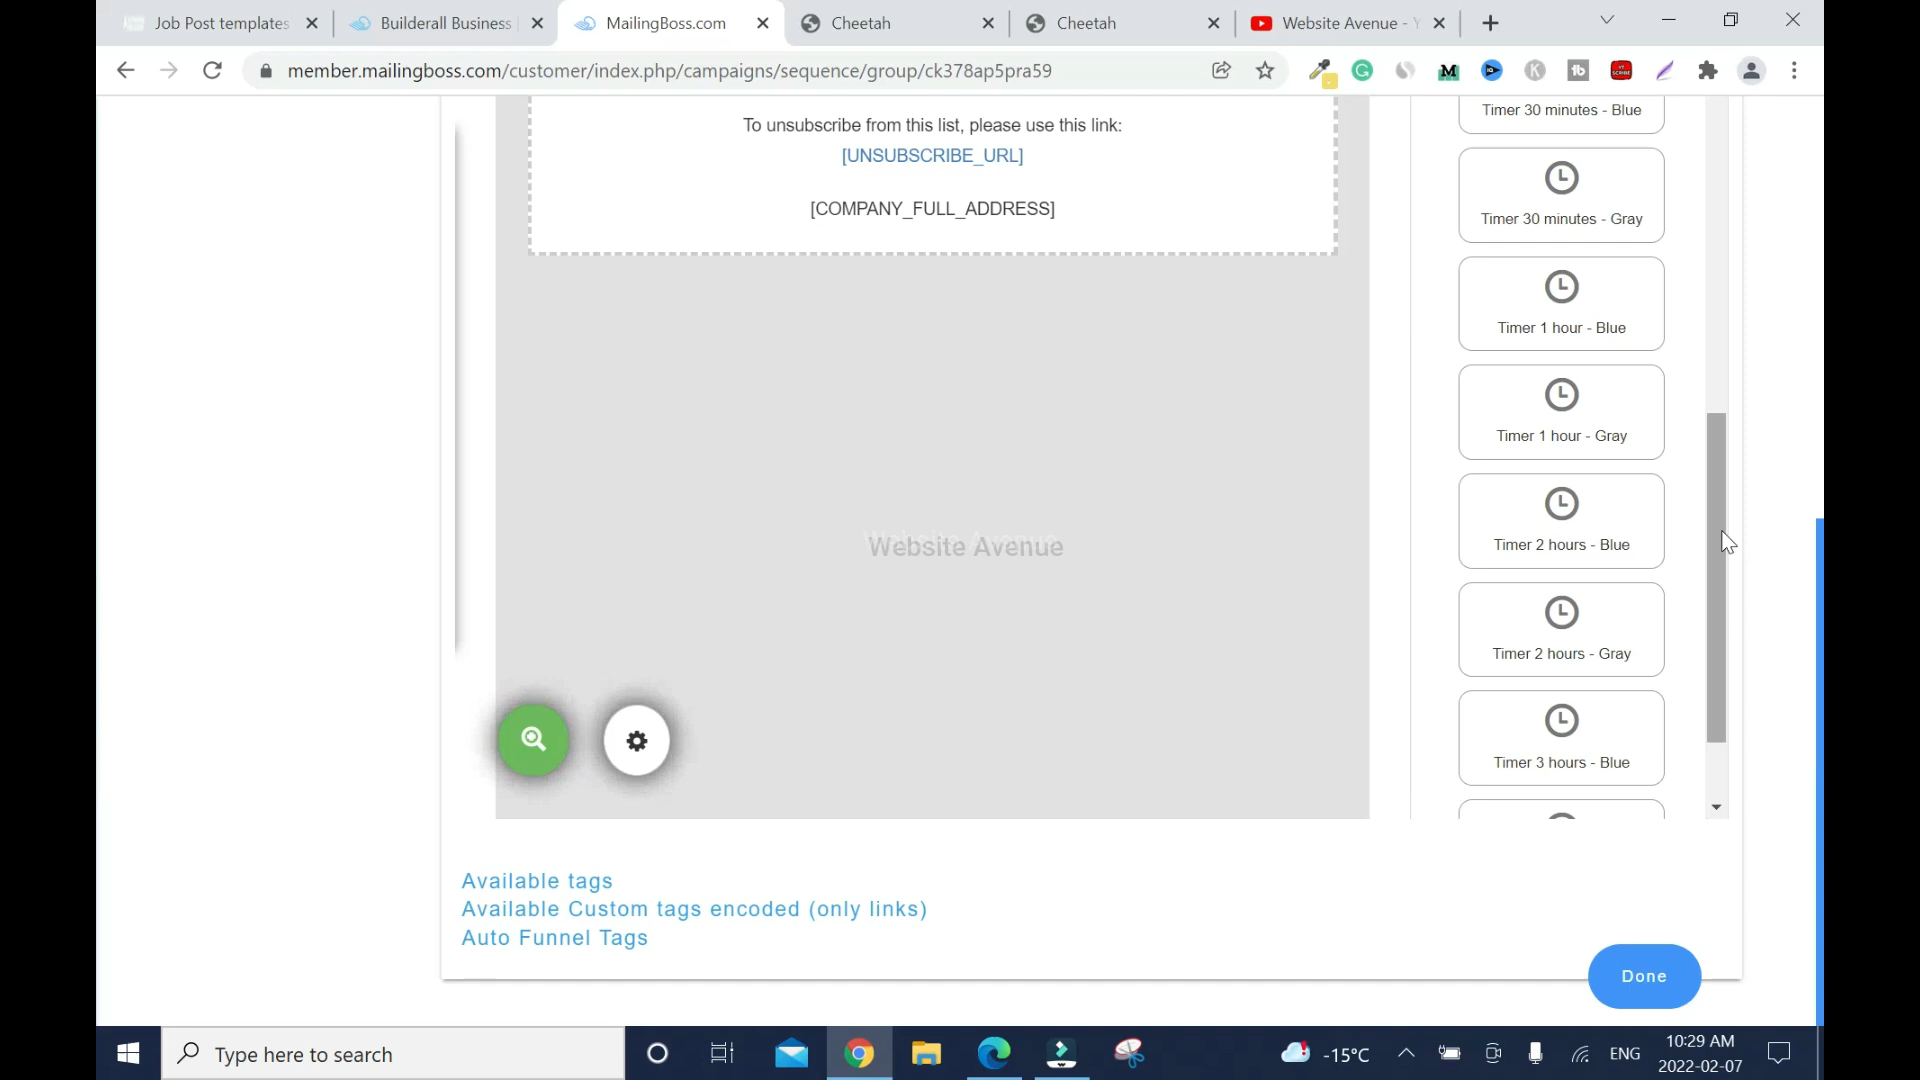 Job Post templates
Builderall Business
MailingBoss.com
Cheetah
Cheetah
Website Avenue - Y
member.mailingboss.com/customer/index.php/campaigns/sequence/group/ck378ap5pra59
To unsubscribe from this list, please use this link:
[UNSUBSCRIBE_URL]
[COMPANY_FULL_ADDRESS]
Website Avenue
Timer 30 minutes - Blue
Timer 30 minutes - Gray
Timer 1 hour - Blue
Timer 1 hour - Gray
Timer 2 hours - Blue
Timer 2 hours - Gray
Timer 3 hours - Blue
Available tags
Available Custom tags encoded (only links)
Auto Funnel Tags
Done
Type here to search
-15°C
ENG
10:29 AM
2022-02-07